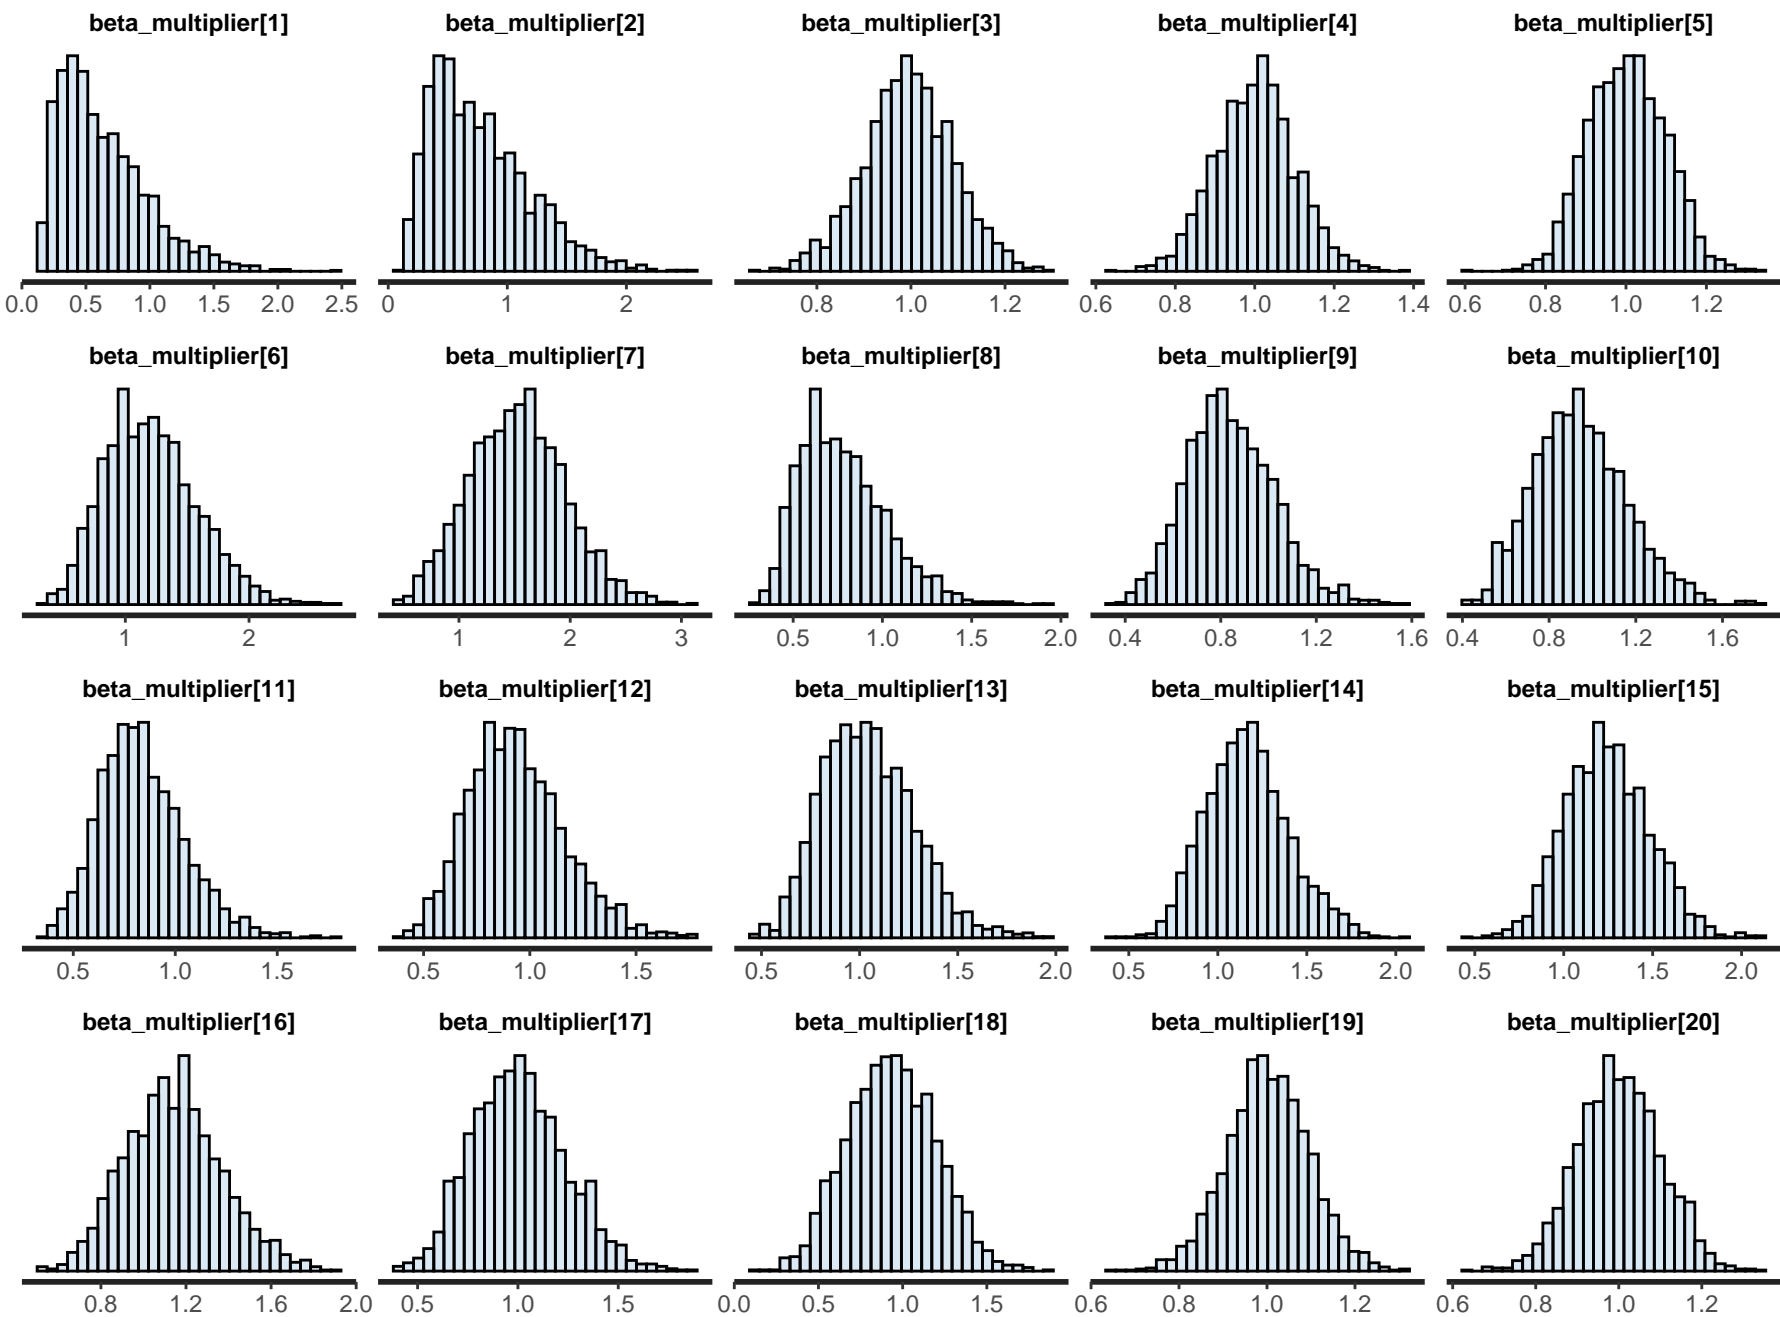 beta_multiplier[1] beta_multiplier[2] beta_multiplier[3] beta_multiplier[4] beta_multiplier[5]
0.0 0.5 1.0 1.5 2.0 2.5 0 1 2 0.8 1.0 1.2 0.6 0.8 1.0 1.2 1.4 0.6 0.8 1.0 1.2
beta_multiplier[6] beta_multiplier[7] beta_multiplier[8] beta_multiplier[9] beta_multiplier[10]
1 2 1 2 3 0.5 1.0 1.5 2.0 0.4 0.8 1.2 1.6 0.4 0.8 1.2 1.6
beta_multiplier[11] beta_multiplier[12] beta_multiplier[13] beta_multiplier[14] beta_multiplier[15]
0.5 1.0 1.5 0.5 1.0 1.5 0.5 1.0 1.5 2.0 0.5 1.0 1.5 2.0 0.5 1.0 1.5 2.0
beta_multiplier[16] beta_multiplier[17] beta_multiplier[18] beta_multiplier[19] beta_multiplier[20]
0.8 1.2 1.6 2.0 0.5 1.0 1.5 0.0 0.5 1.0 1.5 0.6 0.8 1.0 1.2 0.6 0.8 1.0 1.2